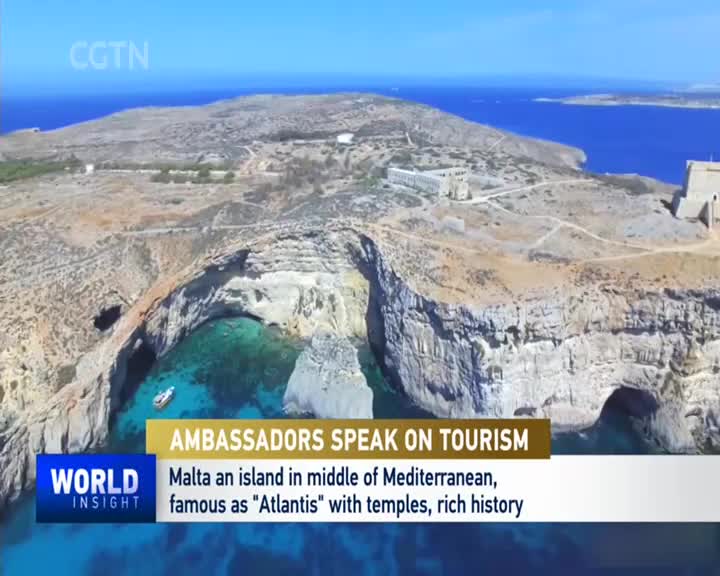 CGTN
AMBASSADORS SPEAK ON TOURISM
WORLD
INSIGHT
Malta an island in middle of Mediterranean,
famous as "Atlantis" with temples, rich history